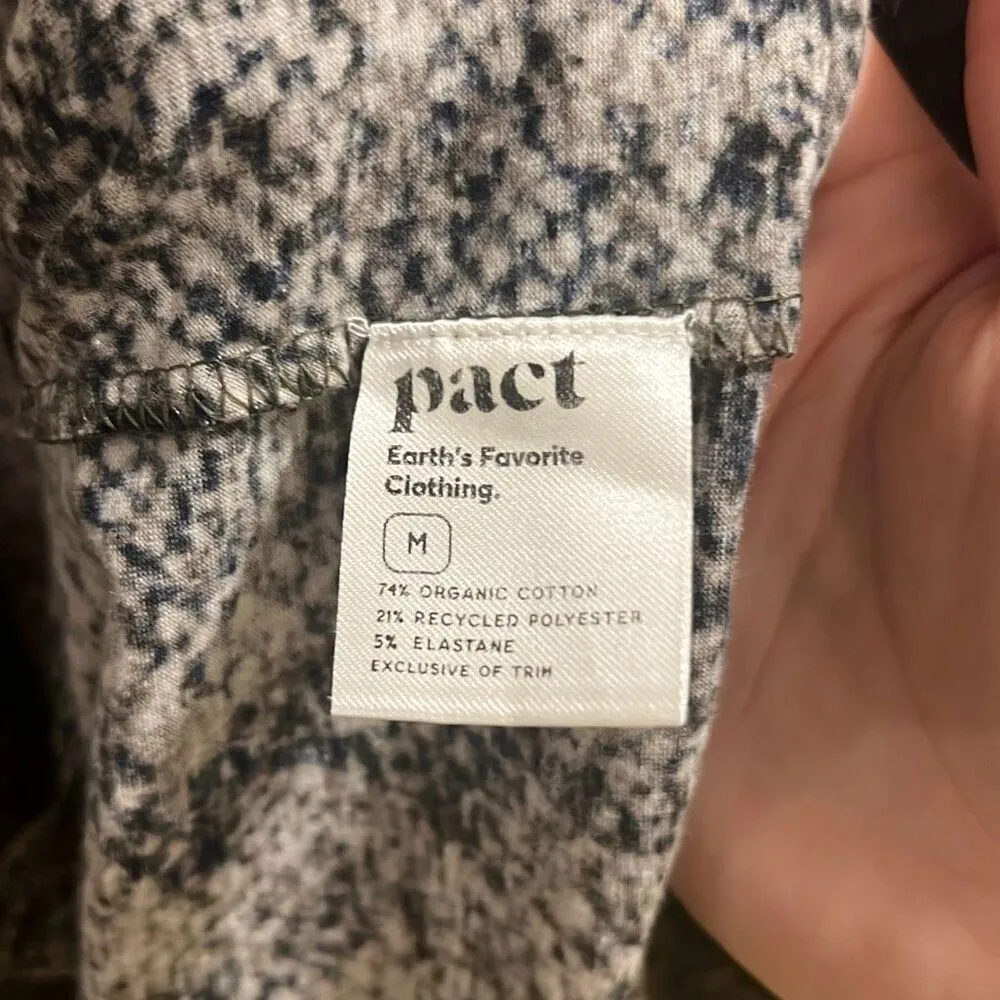 pact
Earth's Favorite
Clothing.
M
74% ORGANIC COTTON
21% RECYCLED POLYESTER
5% ELASTANE
EXCLUSIVE OF TRIM